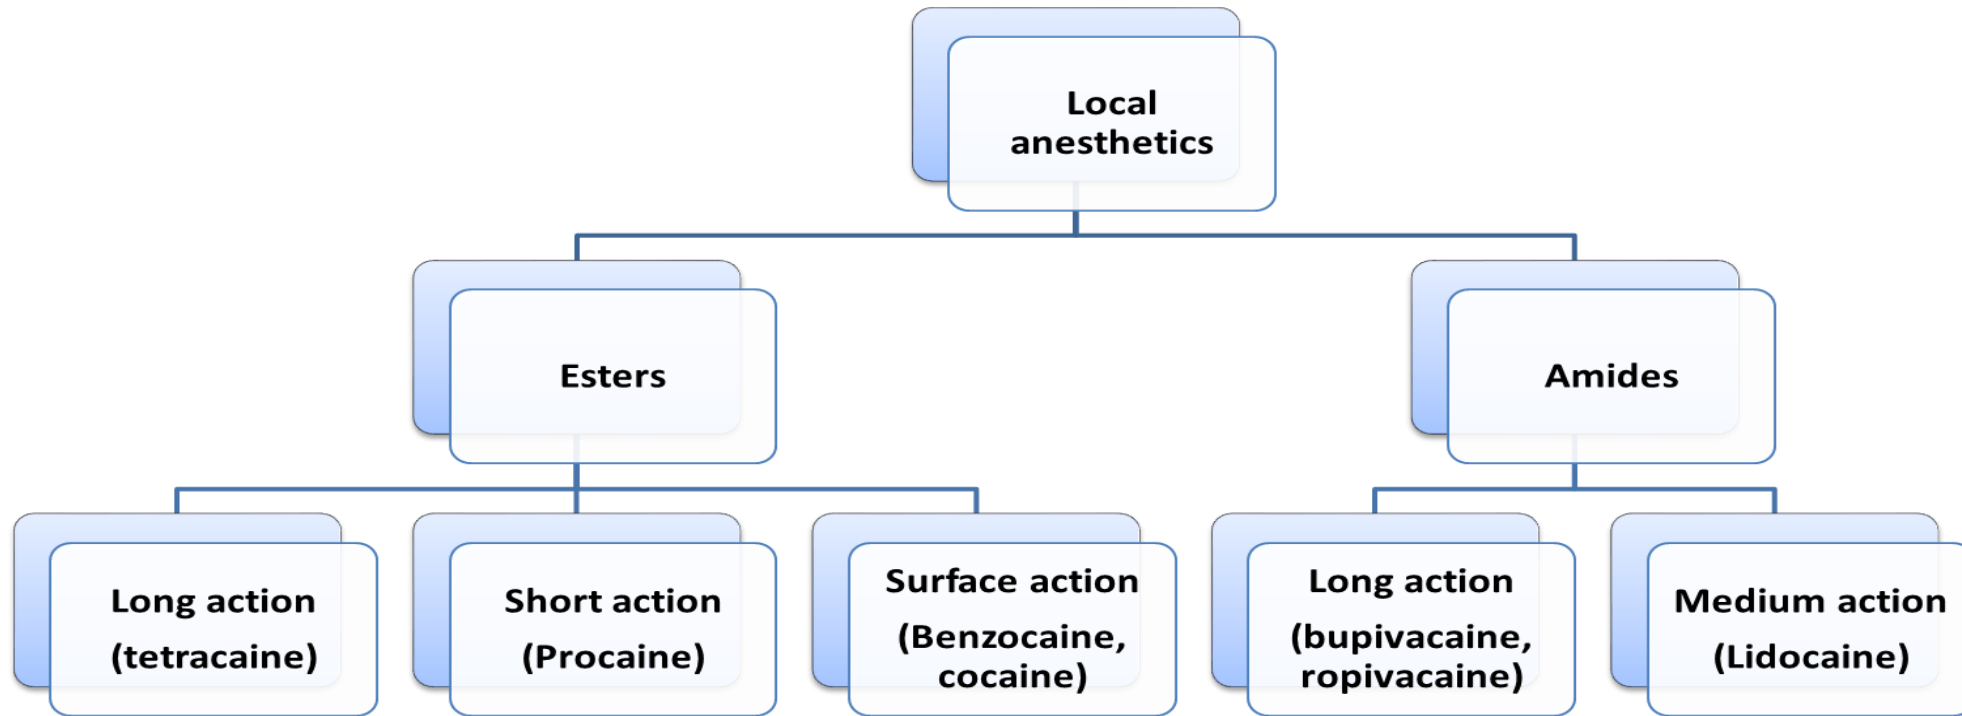 Local
anesthetics
Esters
Amides
Long action
(tetracaine)
Short action
(Procaine)
Surface action
(Benzocaine,
cocaine)
Long action
(bupivacaine,
ropivacaine)
Medium action
(Lidocaine)